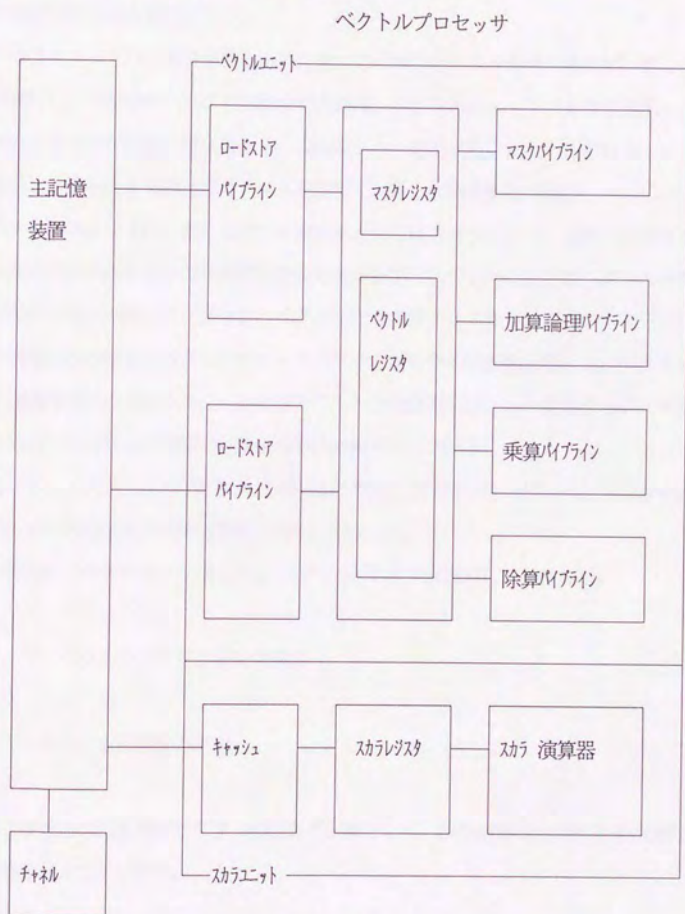 ベクトルプロセッサ
ベクトルユニット
主記憶
装置
ロードストア
パイプライン
マスクレジスタ
マスクパイプライン
ベクトル
レジスタ
加算論理パイプライン
ロードストア
パイプライン
乗算パイプライン
除算パイプライン
キャッシュ
スカラレジスタ
スカラ 演算器
チャネル
スカラユニット